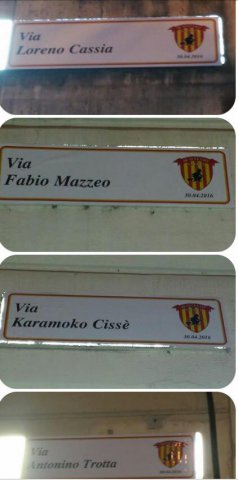 Via
Loreno Cassia
30.04.2016
Via
Fabio Mazzeo
30.04.2016
Via
Karamoko Cissè
30.04.2016
Via
Antonino Trotta